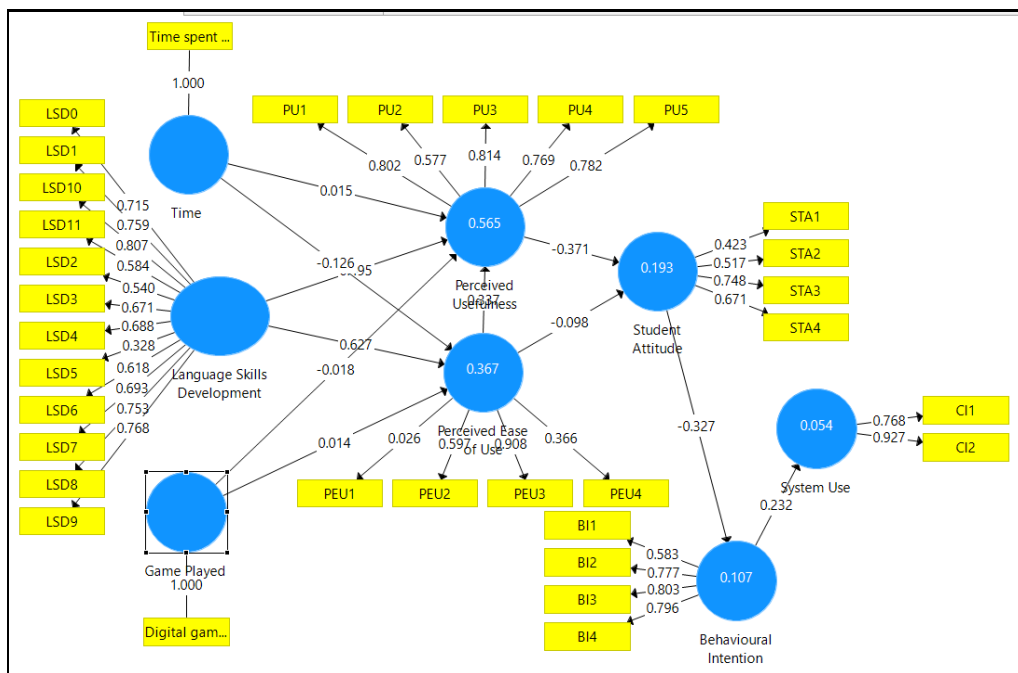 Time spent ...
1.000
Time
LSD0
LSD1
LSD10
LSD11
LSD2
LSD3
LSD4
LSD5
LSD6
LSD7
LSD8
LSD9
0.715
0.759
0.807
0.584
0.540
0.671
0.688
0.328
0.618
0.693
0.753
0.768
Language Skills
Development
Game Played
1.000
Digital gam...
0.015
-0.126
0.627
-0.018
0.014
PU1
PU2
PU3
PU4
PU5
0.802
0.577
0.814
0.769
0.782
0.565
Perceived
Usefulness
0.337
0.367
Perceived Ease
of Use
0.026
0.597
0.908
0.366
PEU1
PEU2
PEU3
PEU4
-0.371
-0.098
0.193
Student
Attitude
0.423
0.517
0.748
0.671
STA1
STA2
STA3
STA4
-0.327
0.054
System Use
0.768
0.927
CI1
CI2
0.232
0.107
Behavioural
Intention
BI1
BI2
BI3
BI4
0.583
0.777
0.803
0.796